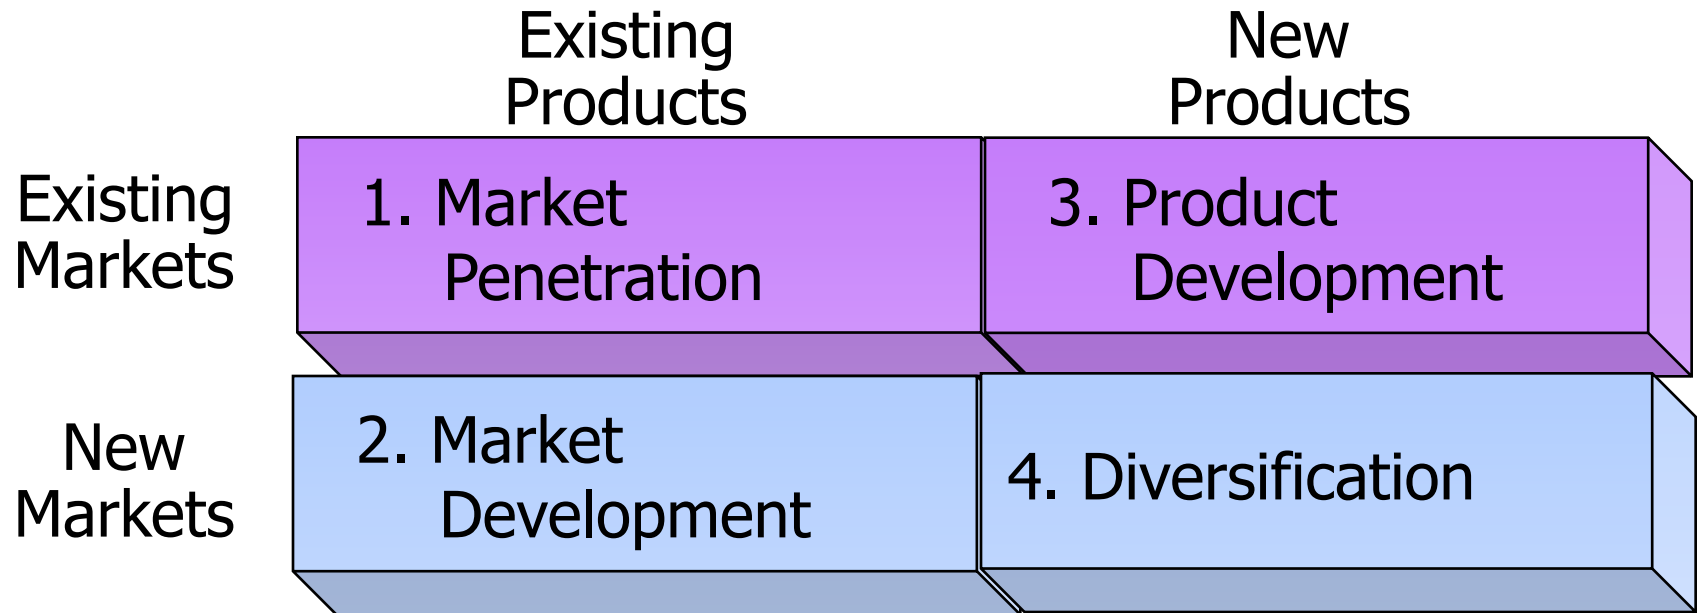 Existing
Products
New
Products
Existing
Markets
1. Market
Penetration
3. Product
Development
New
Markets
2. Market
Development
4. Diversification